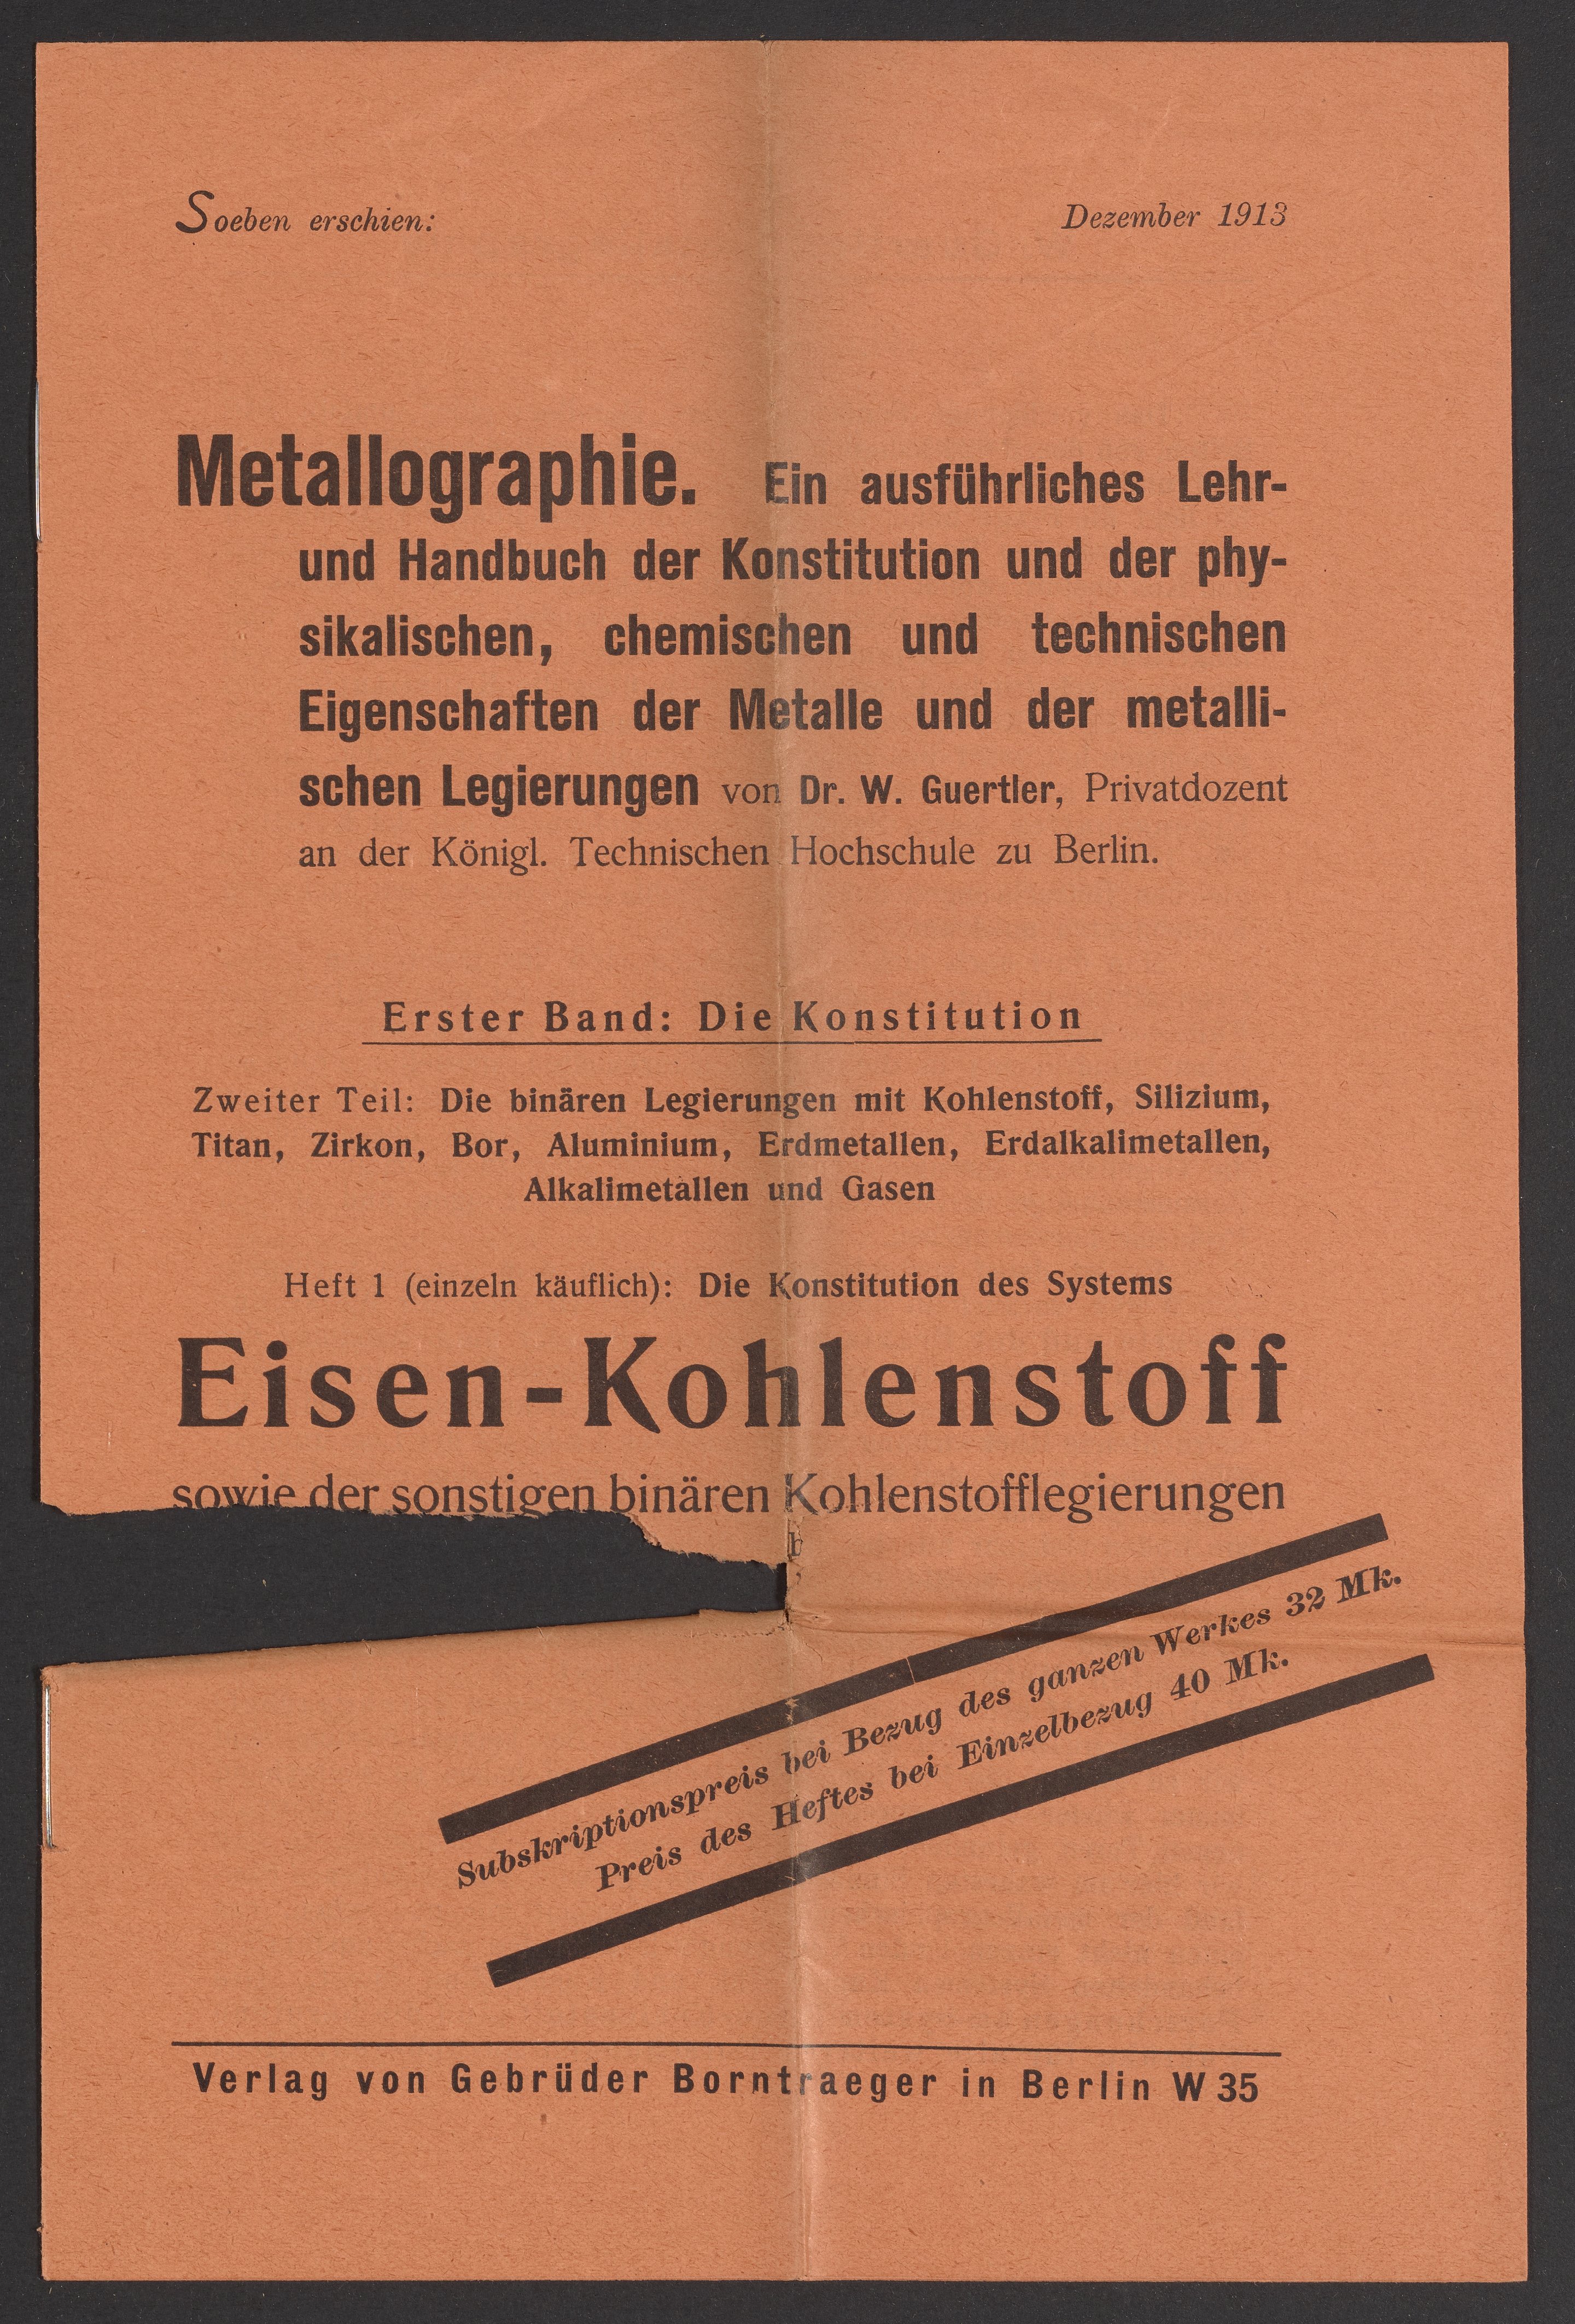 Soeben erschien:
Dezember 1913
Metallographie. Ein ausführliches Lehr-
und Handbuch der Konstitution und der phy-
sikalischen, chemischen und technischen
Eigenschaften der Metalle und der metalli-
schen Legierungen von Dr. W. Guertler, Privatdozent
an der Königl. Technischen Hochschule zu Berlin.
Erster Band: Die Konstitution
Zweiter Teil: Die binären Legierungen mit Kohlenstoff, Silizium,
Titan, Zirkon, Bor, Aluminium, Erdmetallen, Erdalkalimetallen,
Alkalimetallen und Gasen
Heft 1 (einzeln käuflich): Die Konstitution des Systems
Eisen-Kohlenstoff
sowie der sonstigen binären Kohlenstofflegierungen
Subskriptionspreis bei Bezug des ganzen Werkes 32 Mk.
Preis des Heftes bei Einzelbezug 40 Mk.
Verlag von Gebrüder Borntraeger in Berlin W 35